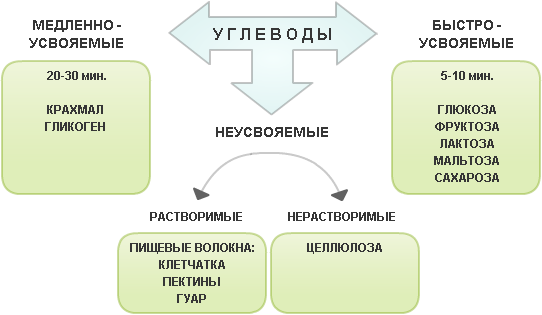 УГЛЕВОДЫ
МЕДЛЕННО -
УСВОЯЕМЫЕ
20-30 мин.
КРАХМАЛ
ГЛИКОГЕН
БЫСТРО -
УСВОЯЕМЫЕ
5-10 мин.
ГЛЮКОЗА
ФРУКТОЗА
ЛАКТОЗА
МАЛЬТОЗА
САХАРОЗА
НЕУСВОЯЕМЫЕ
РАСТВОРИМЫЕ
ПИЩЕВЫЕ ВОЛОКНА:
КЛЕТЧАТКА
ПЕКТИНЫ
ГУАР
НЕРАСТВОРИМЫЕ
ЦЕЛЛЮЛОЗА